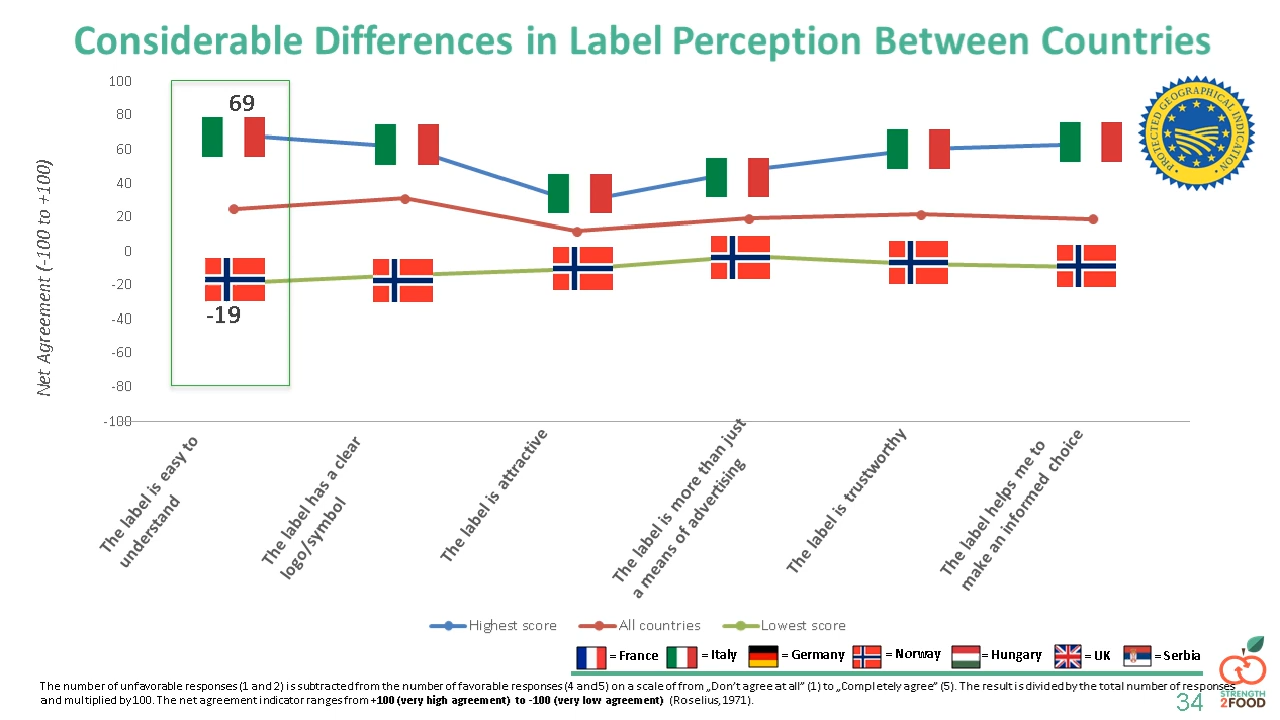 Considerable Differences in Label Perception Between Countries
Net Agreement (-100 to +100)
100
80
60
40
20
0
-20
-40
-60
-80
-100
69
-19
PROTECTED GEOGRAPHICAL INDICATION
The label is easy to
understand
The label has a clear
logo/symbol
The label is attractive
The label is more than just
a means of advertising
The label is trustworthy
The label helps me to
make an informed choice
Highest score
All countries
Lowest score
= France = Italy = Germany = Norway = Hungary = UK = Serbia
The number of unfavorable responses (1 and 2) is subtracted from the number of favorable responses (4 and 5) on a scale of from „Don't agree at all” (1) to „Completely agree” (5). The result is divided by the total number of responses
and multiplied by 100. The net agreement indicator ranges from +100 (very high agreement) to -100 (very low agreement) (Roselius, 1971).
34
STRENGTH
2FOOD